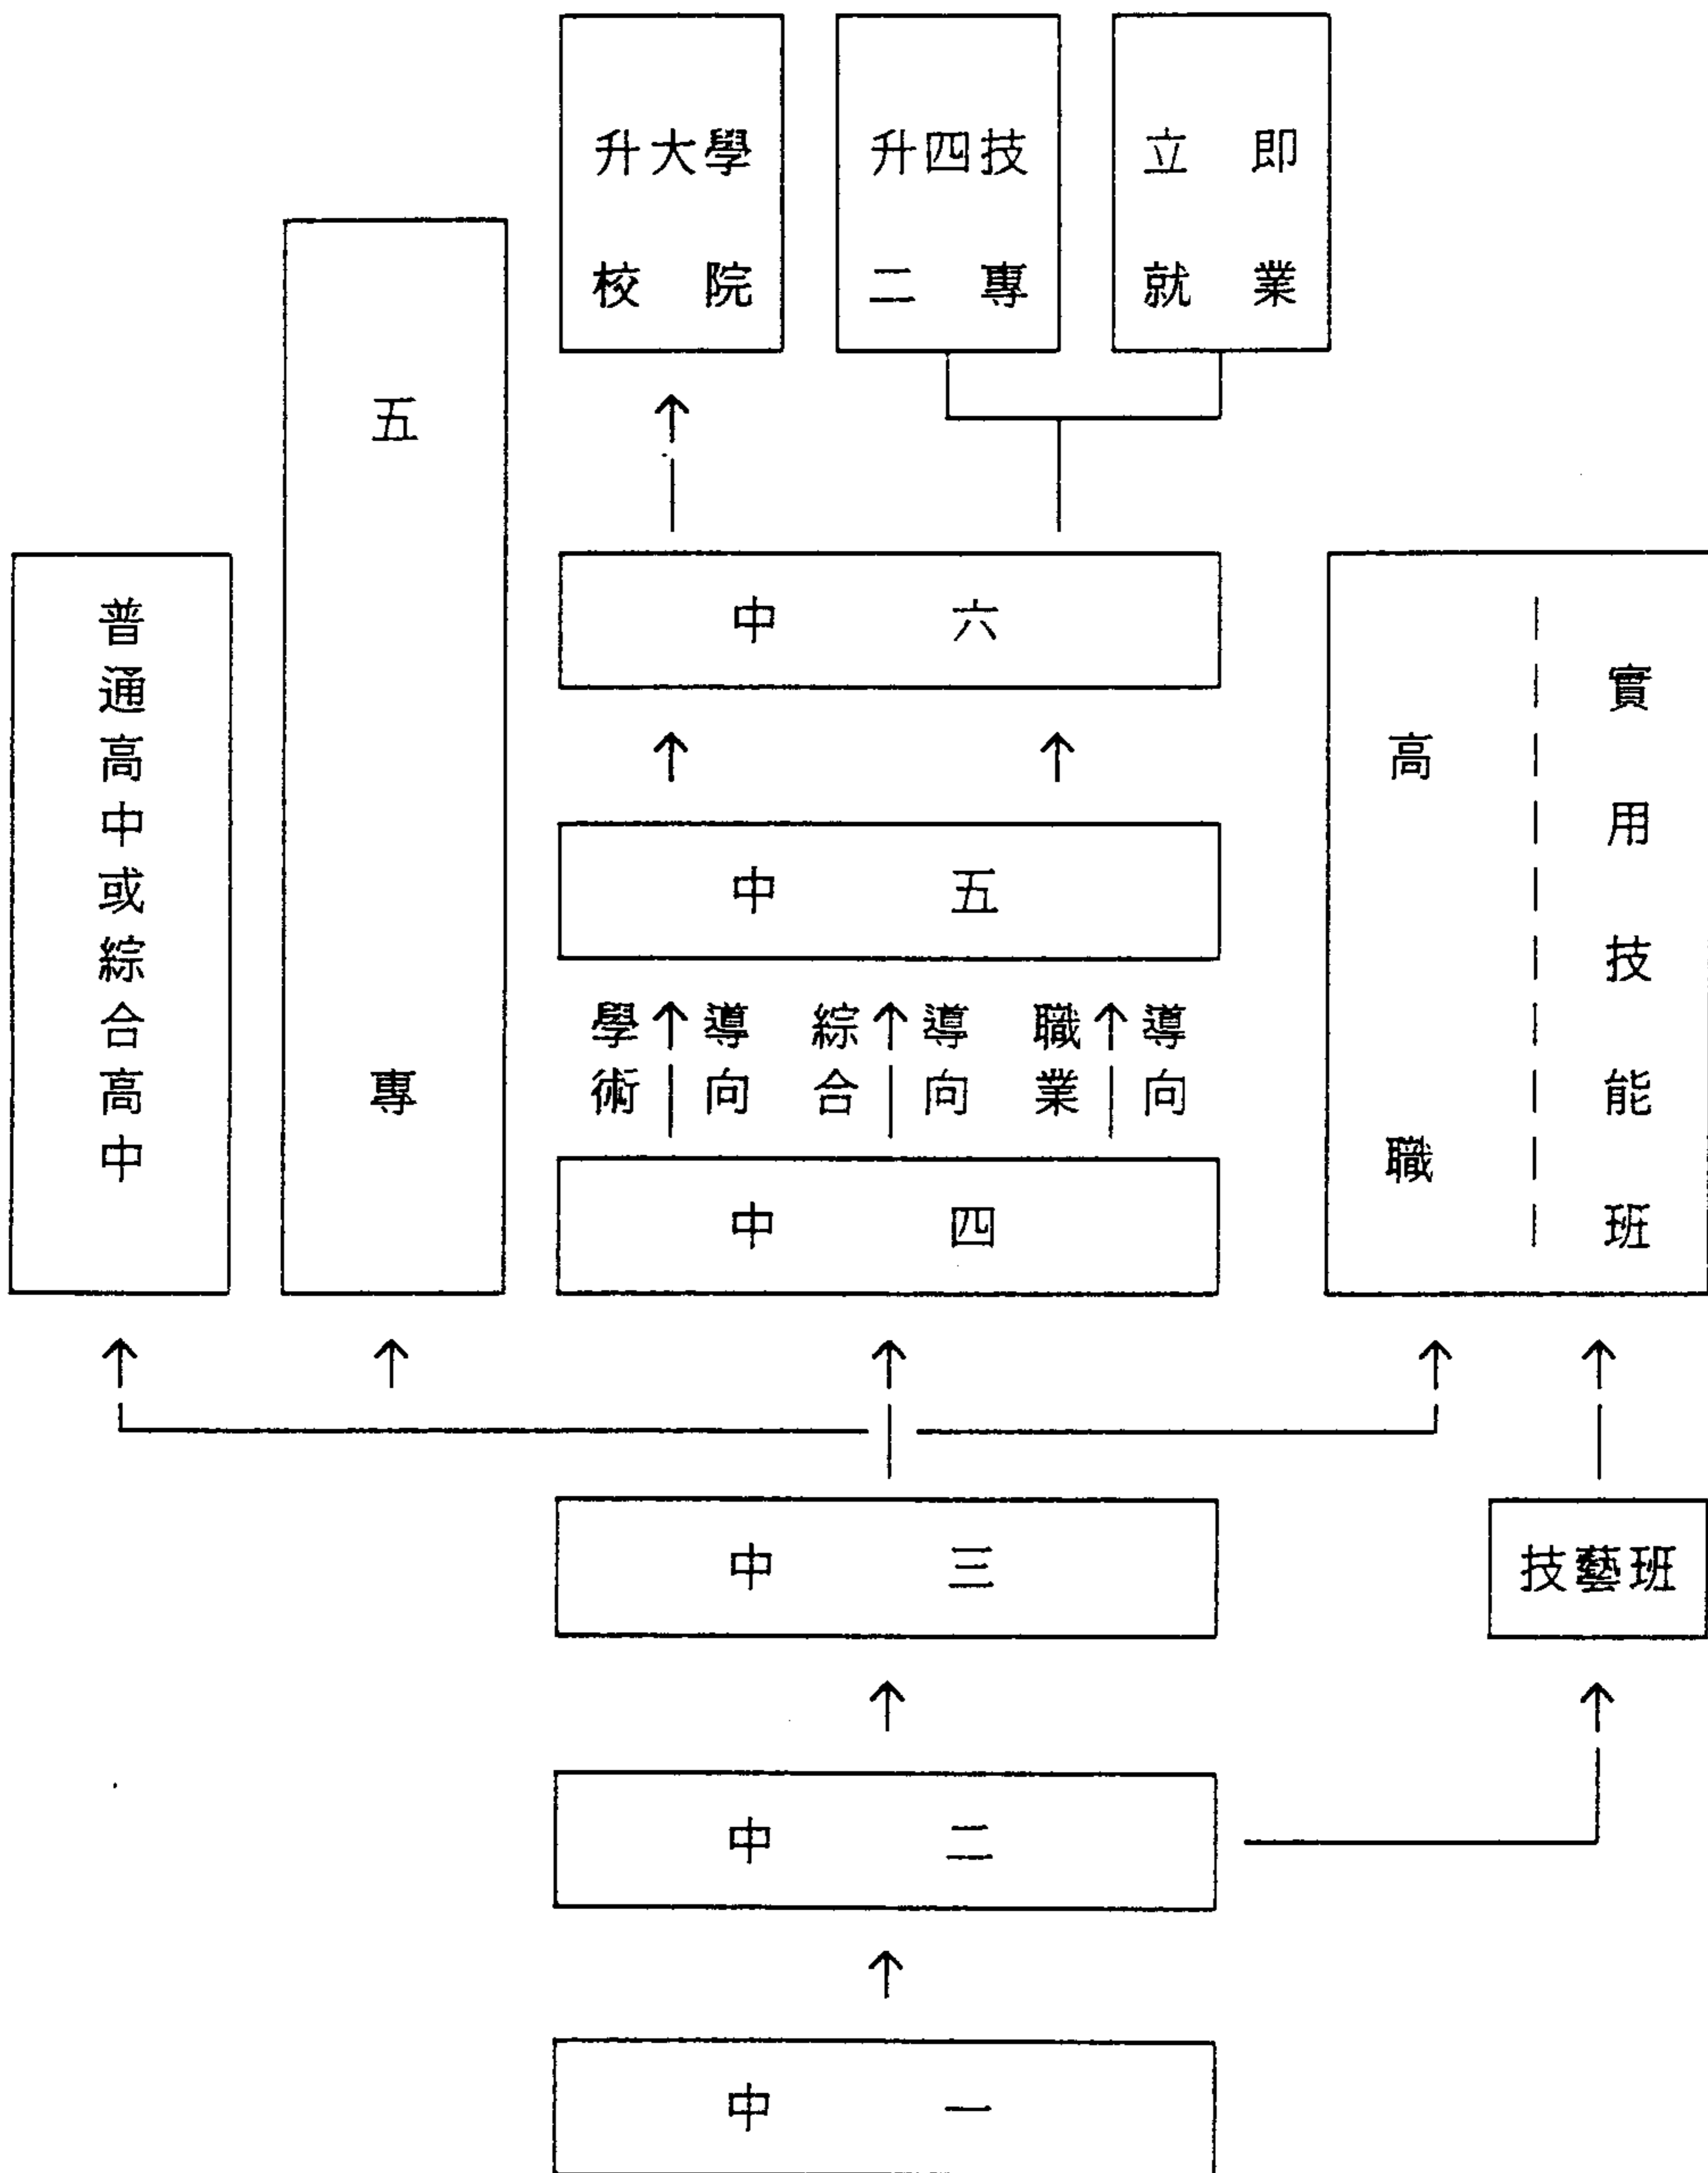 升大學
校院
升四技
二專
立即
就業
五專
普通高中或綜合高中
中六
高職
實用技能班
中五
學術導向
綜合導向
職業導向
中四
中三
技藝班
中二
中一